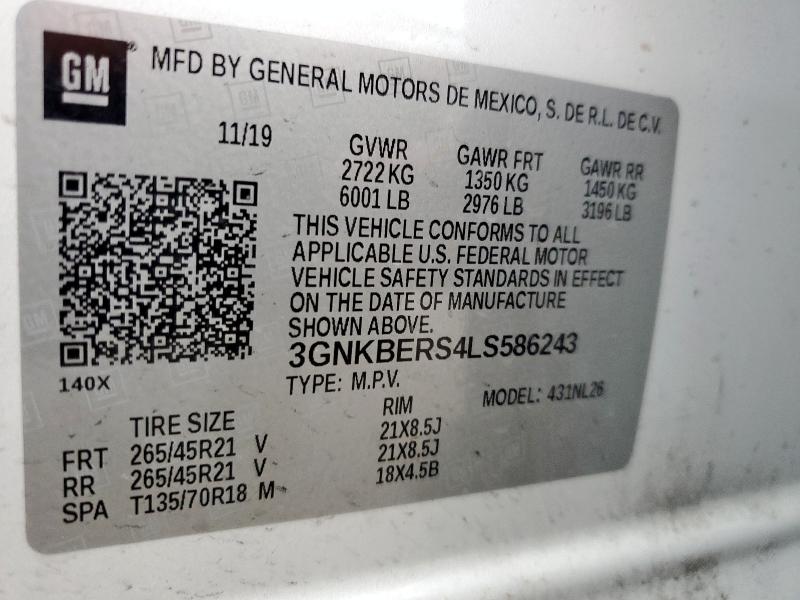 GM
MFD BY GENERAL MOTORS DE MEXICO, S. DE R.L. DE C.V.
11/19
GVWR GAWR FRT GAWR RR
2722 KG 1350 KG 1450 KG
6001 LB 2976 LB 3196 LB
THIS VEHICLE CONFORMS TO ALL
APPLICABLE U.S. FEDERAL MOTOR
VEHICLE SAFETY STANDARDS IN EFFECT
ON THE DATE OF MANUFACTURE
SHOWN ABOVE.
3GNKBERS4LS586243
140X
TYPE: M.P.V. MODEL: 431NL26
TIRE SIZE RIM
FRT 265/45R21 V 21X8.5J
RR 265/45R21 V 21X8.5J
SPA T135/70R18 M 18X4.5B